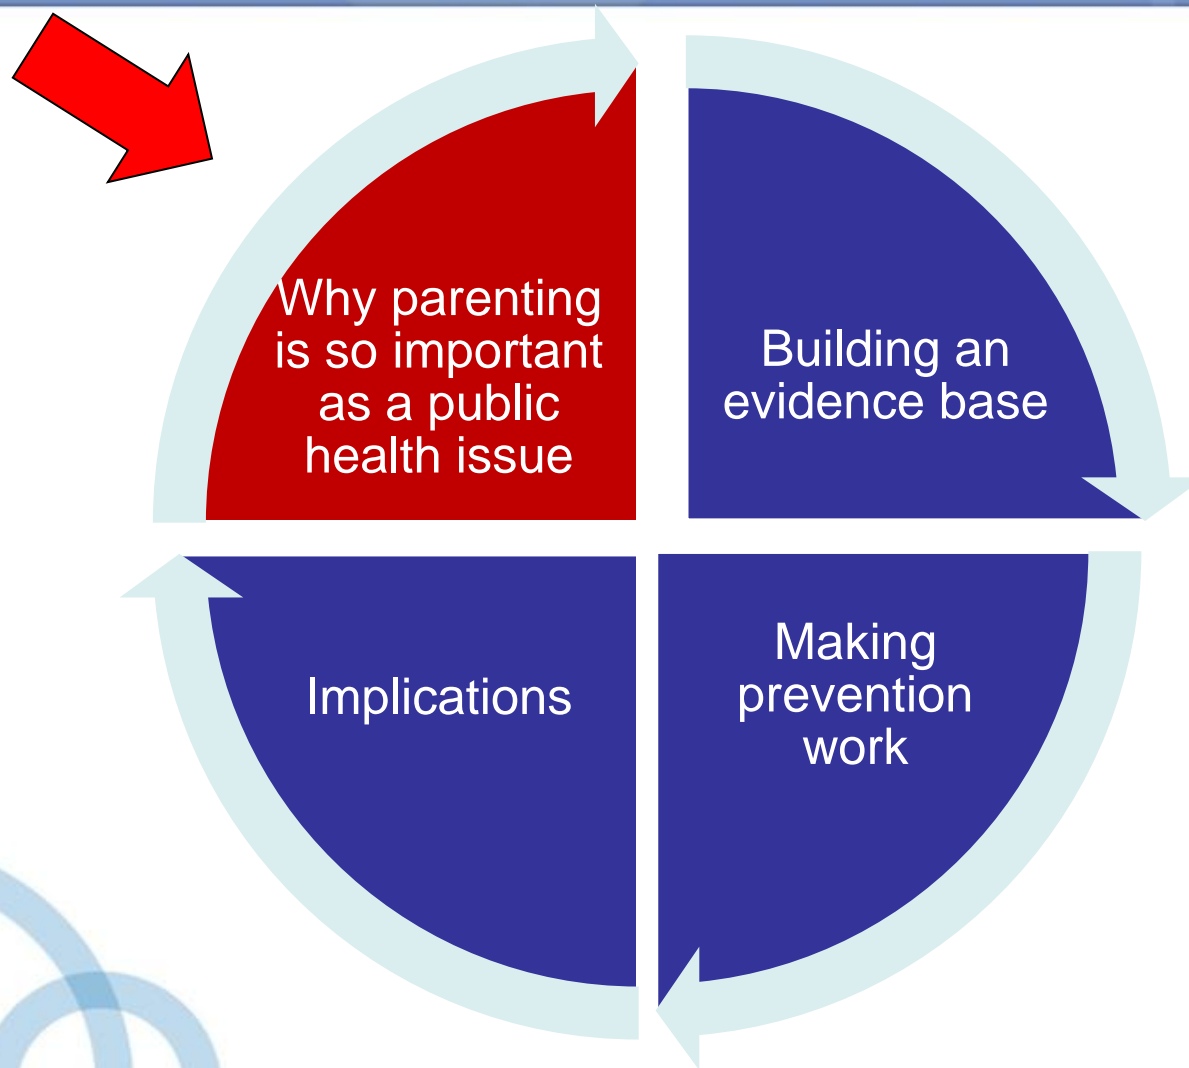 Why parenting
is so important
as a public
health issue
Building an
evidence base
Making
prevention
work
Implications